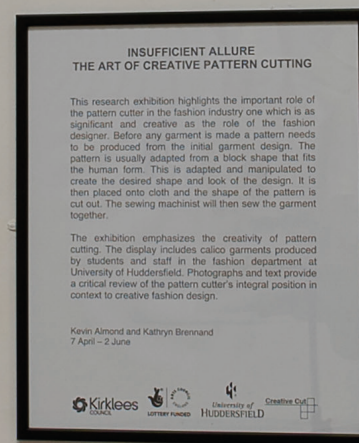 INSUFFICIENT ALLURE
THE ART OF CREATIVE PATTERN CUTTING
This research exhibition highlights the important role of
the pattern cutter in the fashion industry one which is as
significant and creative as the role of the fashion
designer. Before any garment is made a pattern needs
to be produced from the initial garment design. The
pattern is usually adapted from a block shape that fits
the human form. This is adapted and manipulated to
create the desired shape and look of the design. It is
then placed onto cloth and the shape of the pattern is
cut out. The sewing machinist will then sew the garment
together.
The exhibition emphasizes the creativity of pattern
cutting. The display includes calico garments produced
by students and staff in the fashion department at
University of Huddersfield. Photographs and text provide
a critical review of the pattern cutter's integral position in
context to creative fashion design.
Kevin Almond and Kathryn Brennand
7 April – 2 June
Kirklees
COUNCIL
LOTTERY FUNDED
University of
HUDDERSFIELD
Creative Cut